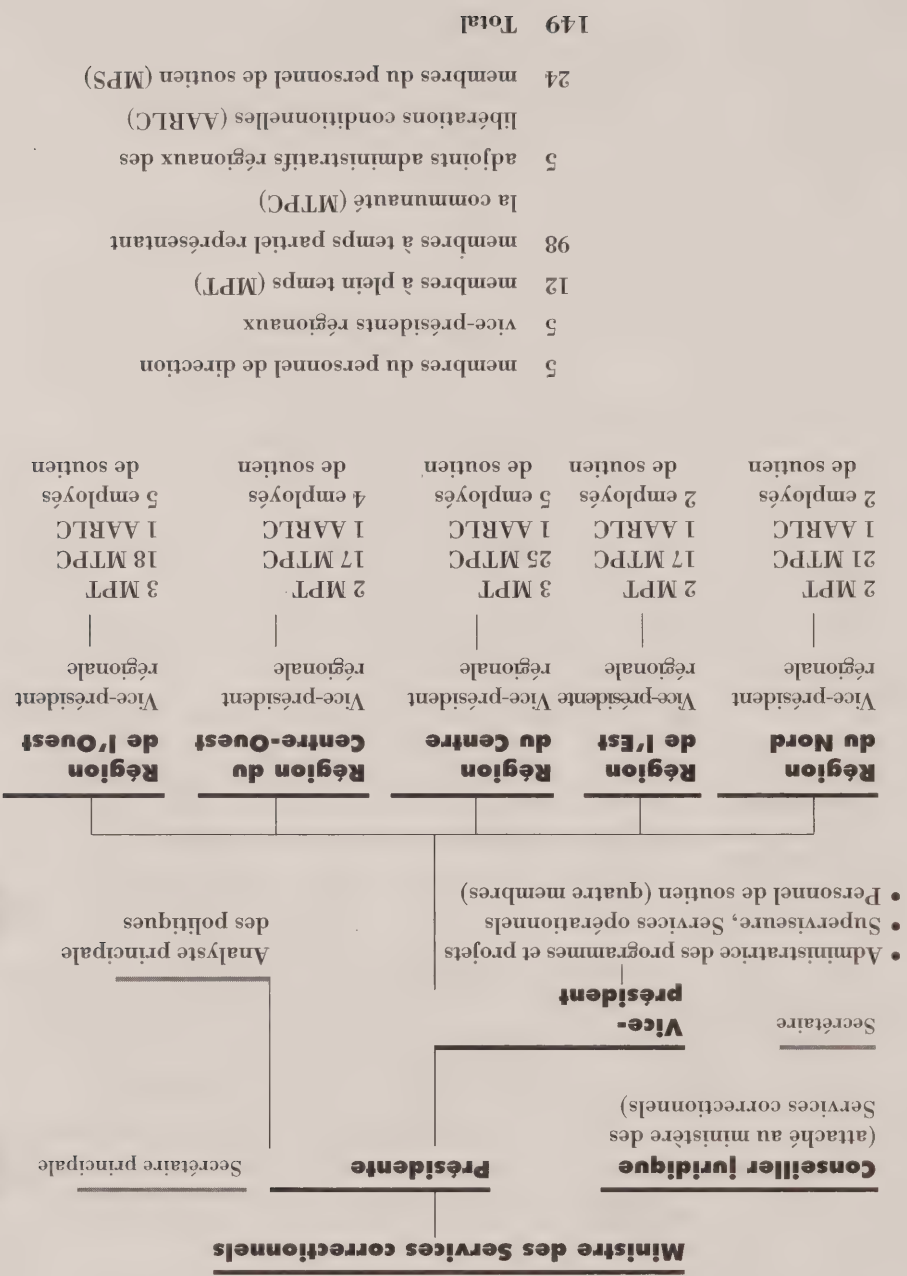 Ministre des Services correctionnels
Conseiller juridique
(attaché au ministère des
Services correctionnels)
Présidente
Secrétaire principale
Secrétaire
Vice-
président
• Administratrice des programmes et projets
• Superviseure, Services opérationnels
• Personnel de soutien (quatre membres)
Analyste principale
des politiques
Région
du Nord
Vice-président
régionale
2 MPT
21 MTPC
1 AARLC
2 employés
de soutien
Région
de l'Est
Vice-présidente
régionale
2 MPT
17 MTPC
1 AARLC
2 employés
de soutien
Région
du Centre
Vice-président
régionale
3 MPT
25 MTPC
1 AARLC
5 employés
de soutien
Région du
Centre-Ouest
Vice-président
régionale
2 MPT
17 MTPC
1 AARLC
4 employés
de soutien
Région
de l'Ouest
Vice-président
régionale
3 MPT
18 MTPC
1 AARLC
5 employés
de soutien
5 membres du personnel de direction
5 vice-présidents régionaux
12 membres à plein temps (MPT)
98 membres à temps partiel représentant
la communauté (MTPC)
5 adjoints administratifs régionaux des
libérations conditionnelles (AARLC)
24 membres du personnel de soutien (MPS)
149 Total